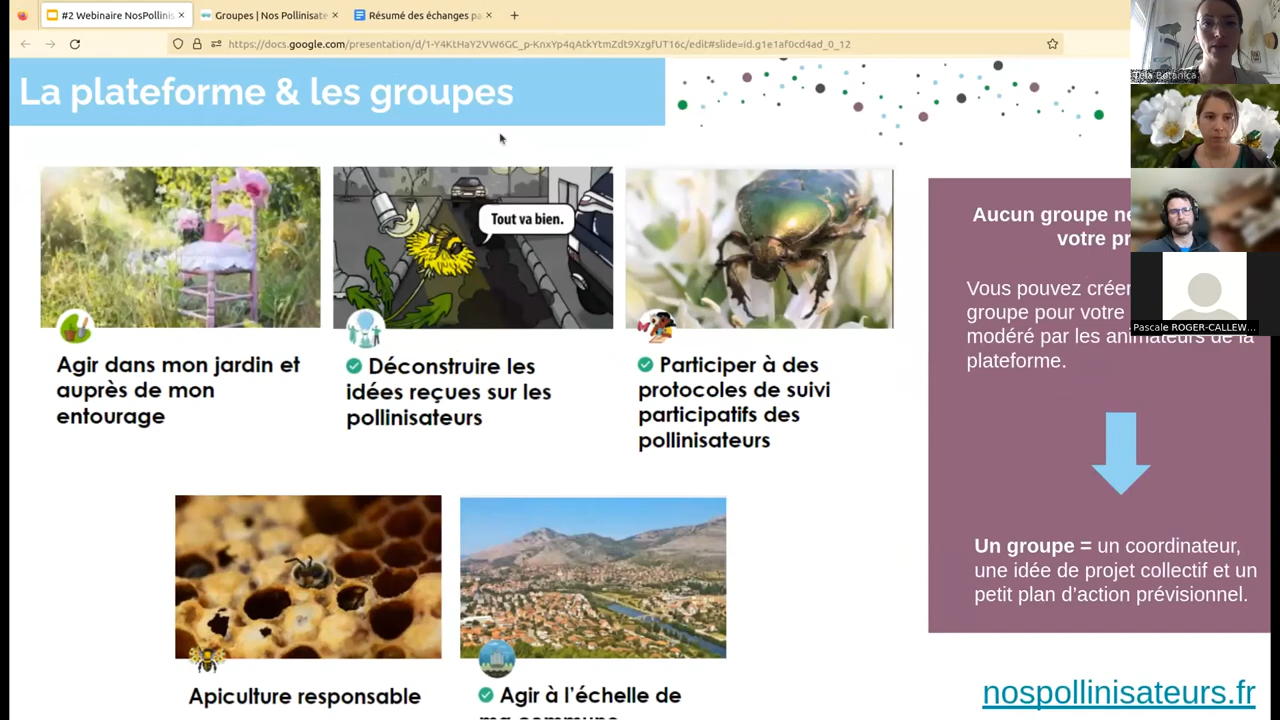 #2 Webinaire NosPollinis
Groupes | Nos Pollinisate
Résumé des échanges pa
https://docs.google.com/presentation/d/1-Y4KtHaY2VW6GC_p-KnxYp4qAtkYtmZdt9XzgfUT16c/edit#slide=id.g1e1af0cd4ad_0_12
La plateforme & les groupes
Tout va bien.
Agir dans mon jardin et
auprès de mon
entourage
Déconstruire les
idées reçues sur les
pollinisateurs
Participer à des
protocoles de suivi
participatifs des
pollinisateurs
Apiculture responsable
Agir à l'échelle de
ma commune
Aucun groupe ne
votre pr
Vous pouvez créer
groupe pour votre
modéré par les animateurs de la
plateforme.
Un groupe = un coordinateur,
une idée de projet collectif et un
petit plan d'action prévisionnel.
nospollinisateurs.fr
Tela Botanica
Pascale ROGER-CALLEW...